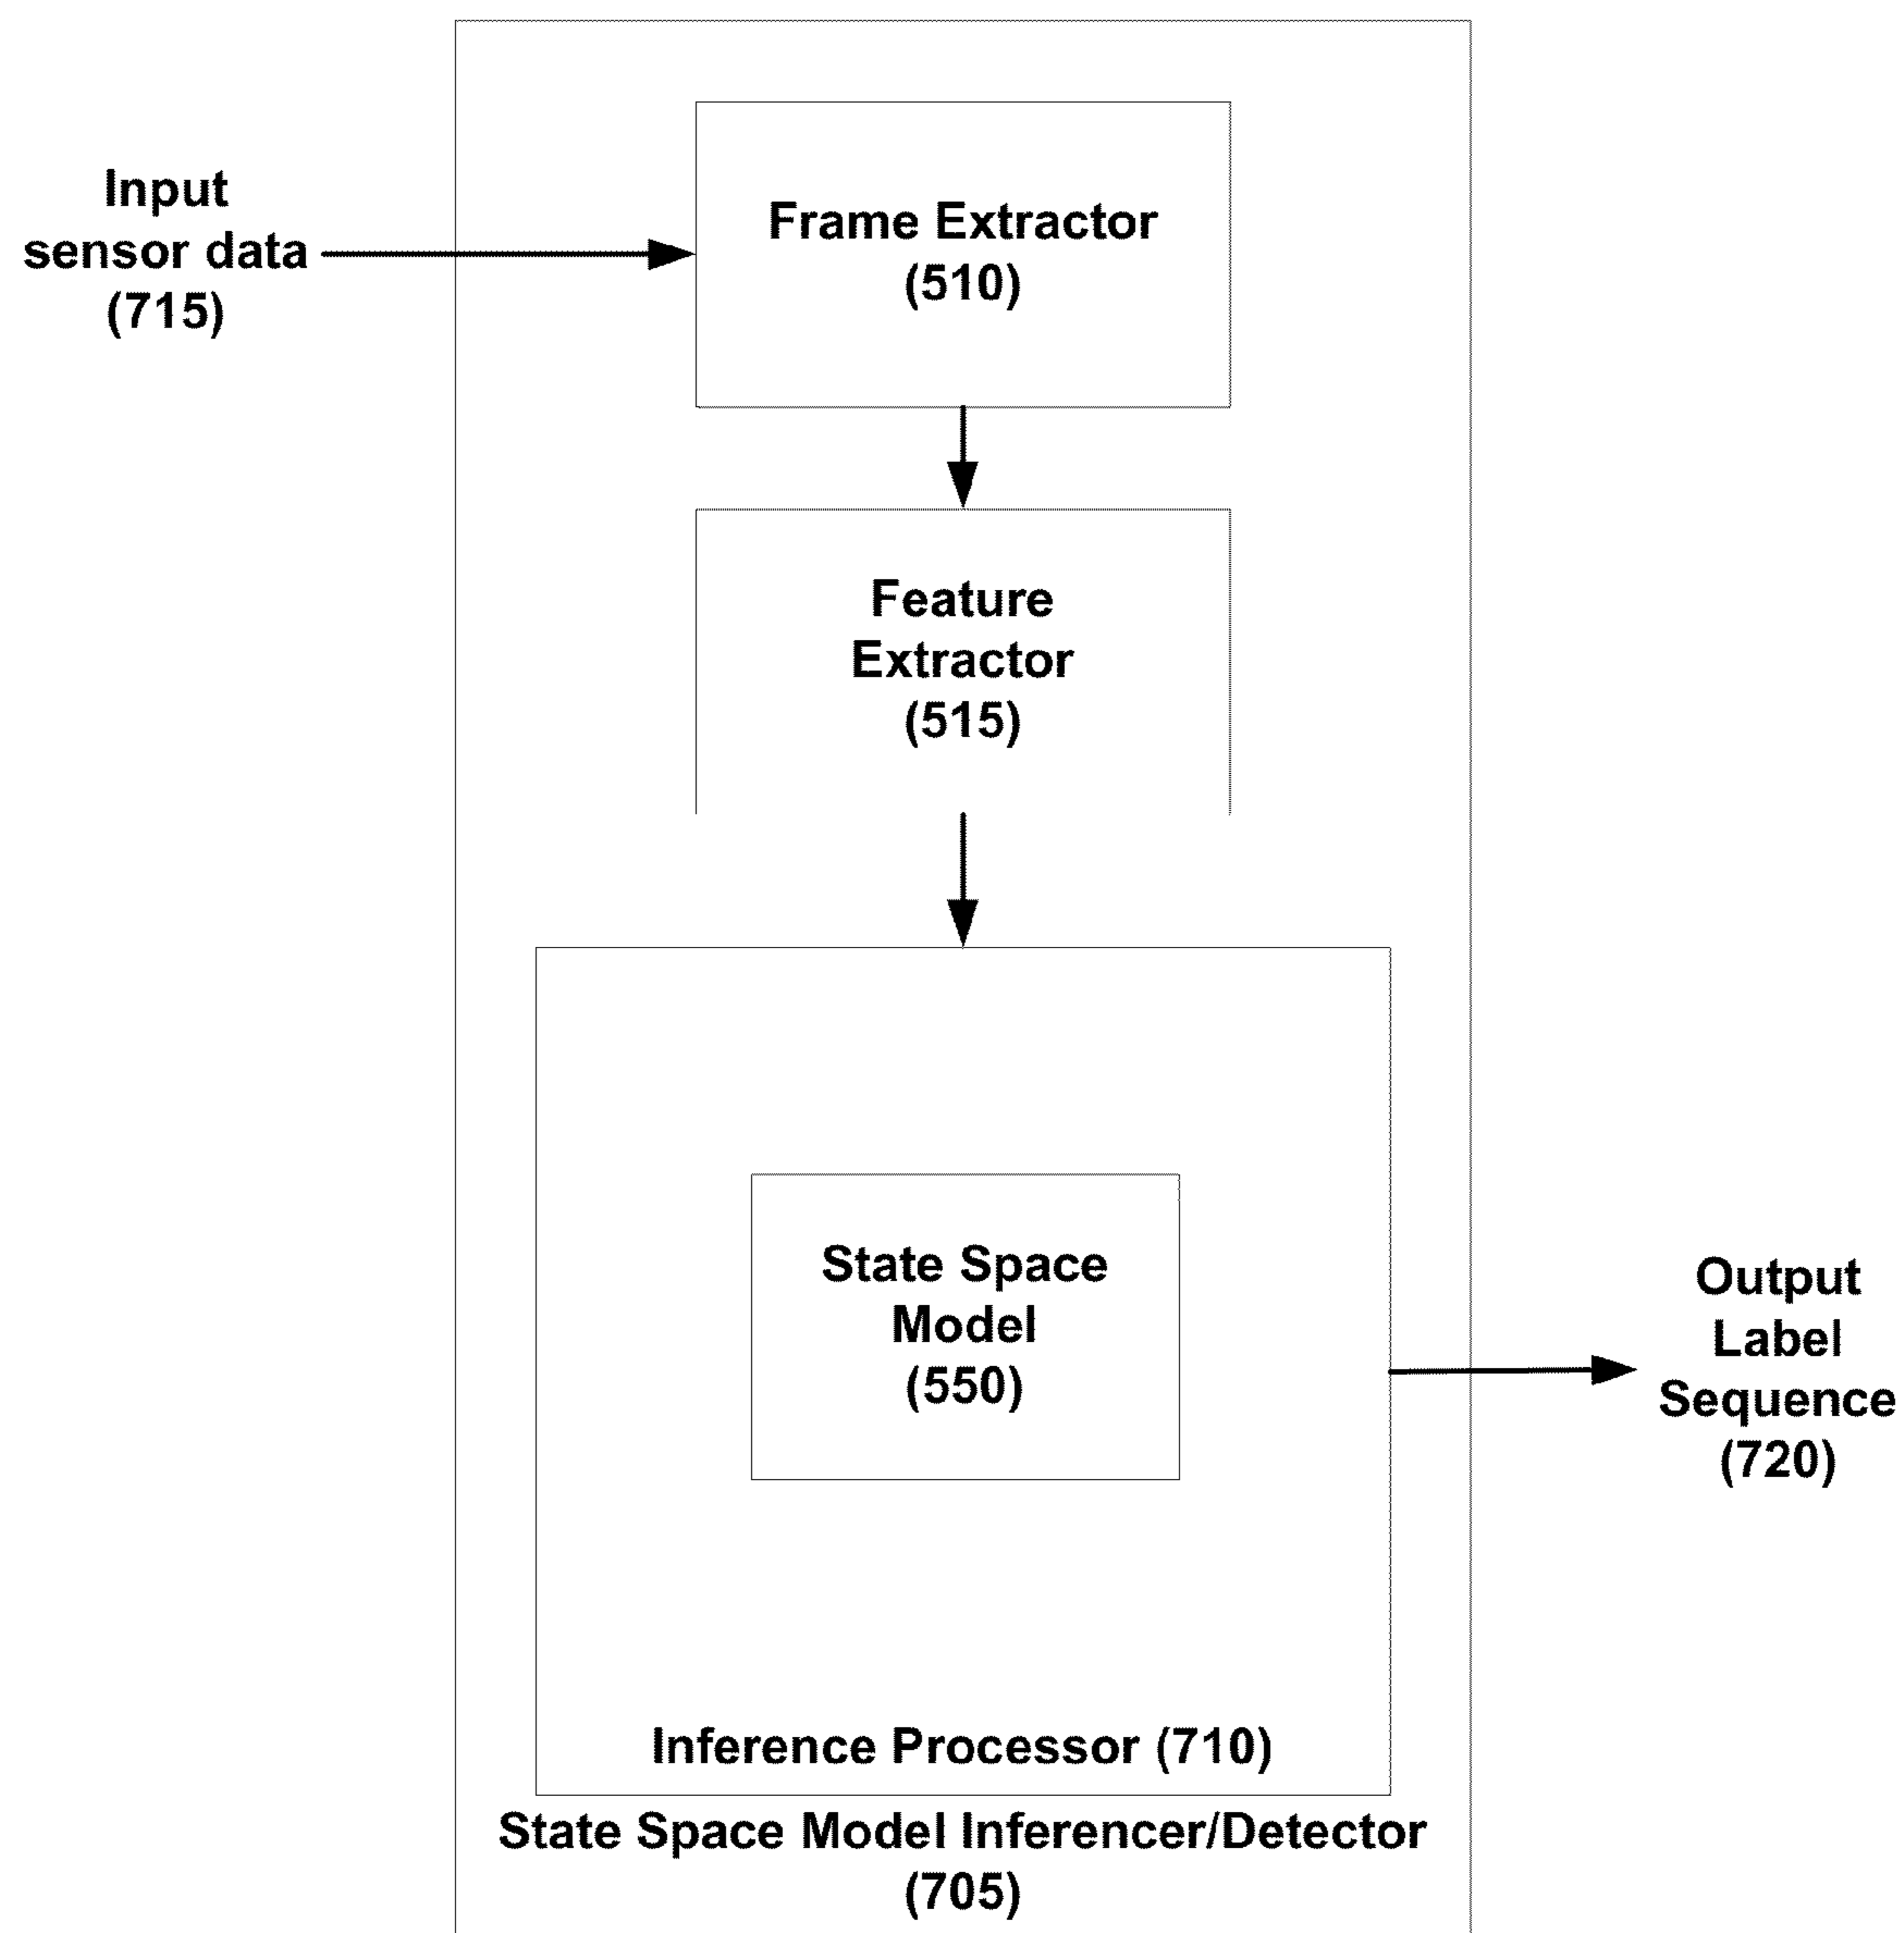 Input
sensor data
(715)
Frame Extractor
(510)
Feature
Extractor
(515)
State Space
Model
(550)
Output
Label
Sequence
(720)
Inference Processor (710)
State Space Model Inferencer/Detector
(705)